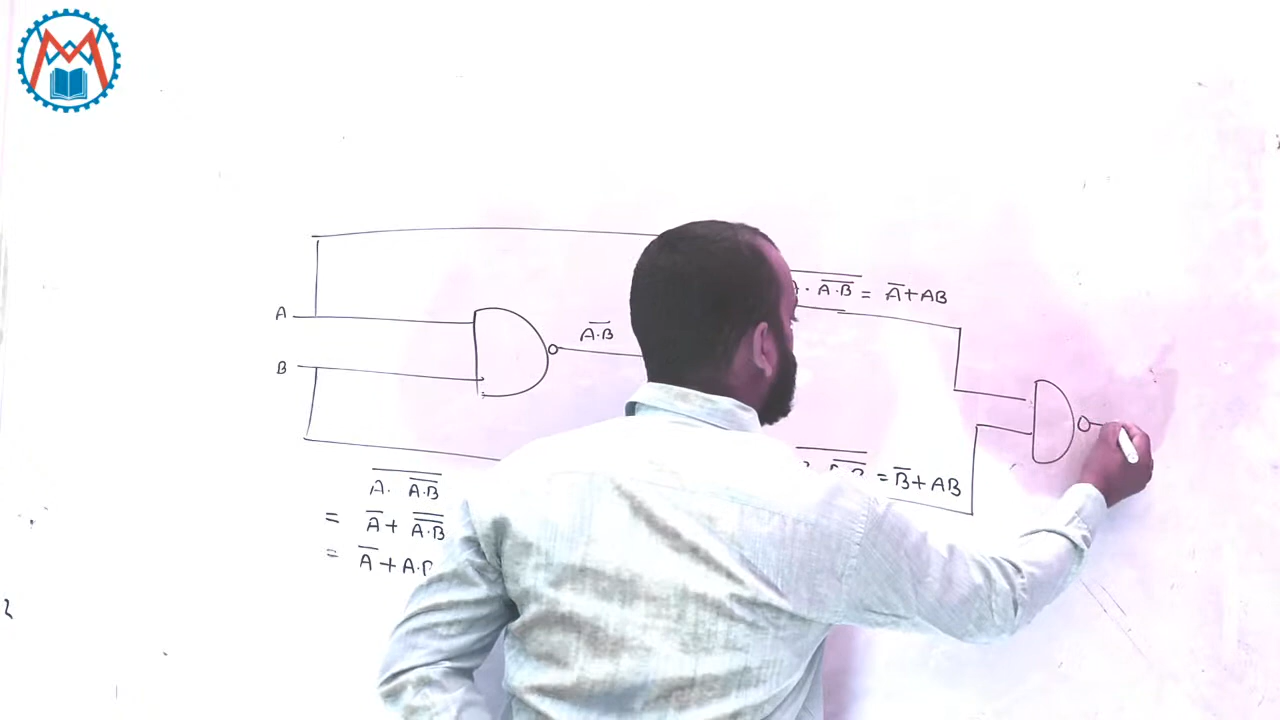 A
B
A̅·̅B̅
· A̅·̅B̅ = A̅ + AB
= B̅ + AB
A. A̅·̅B̅
= A̅ + A̅·̅B̅
= A̅ + A.